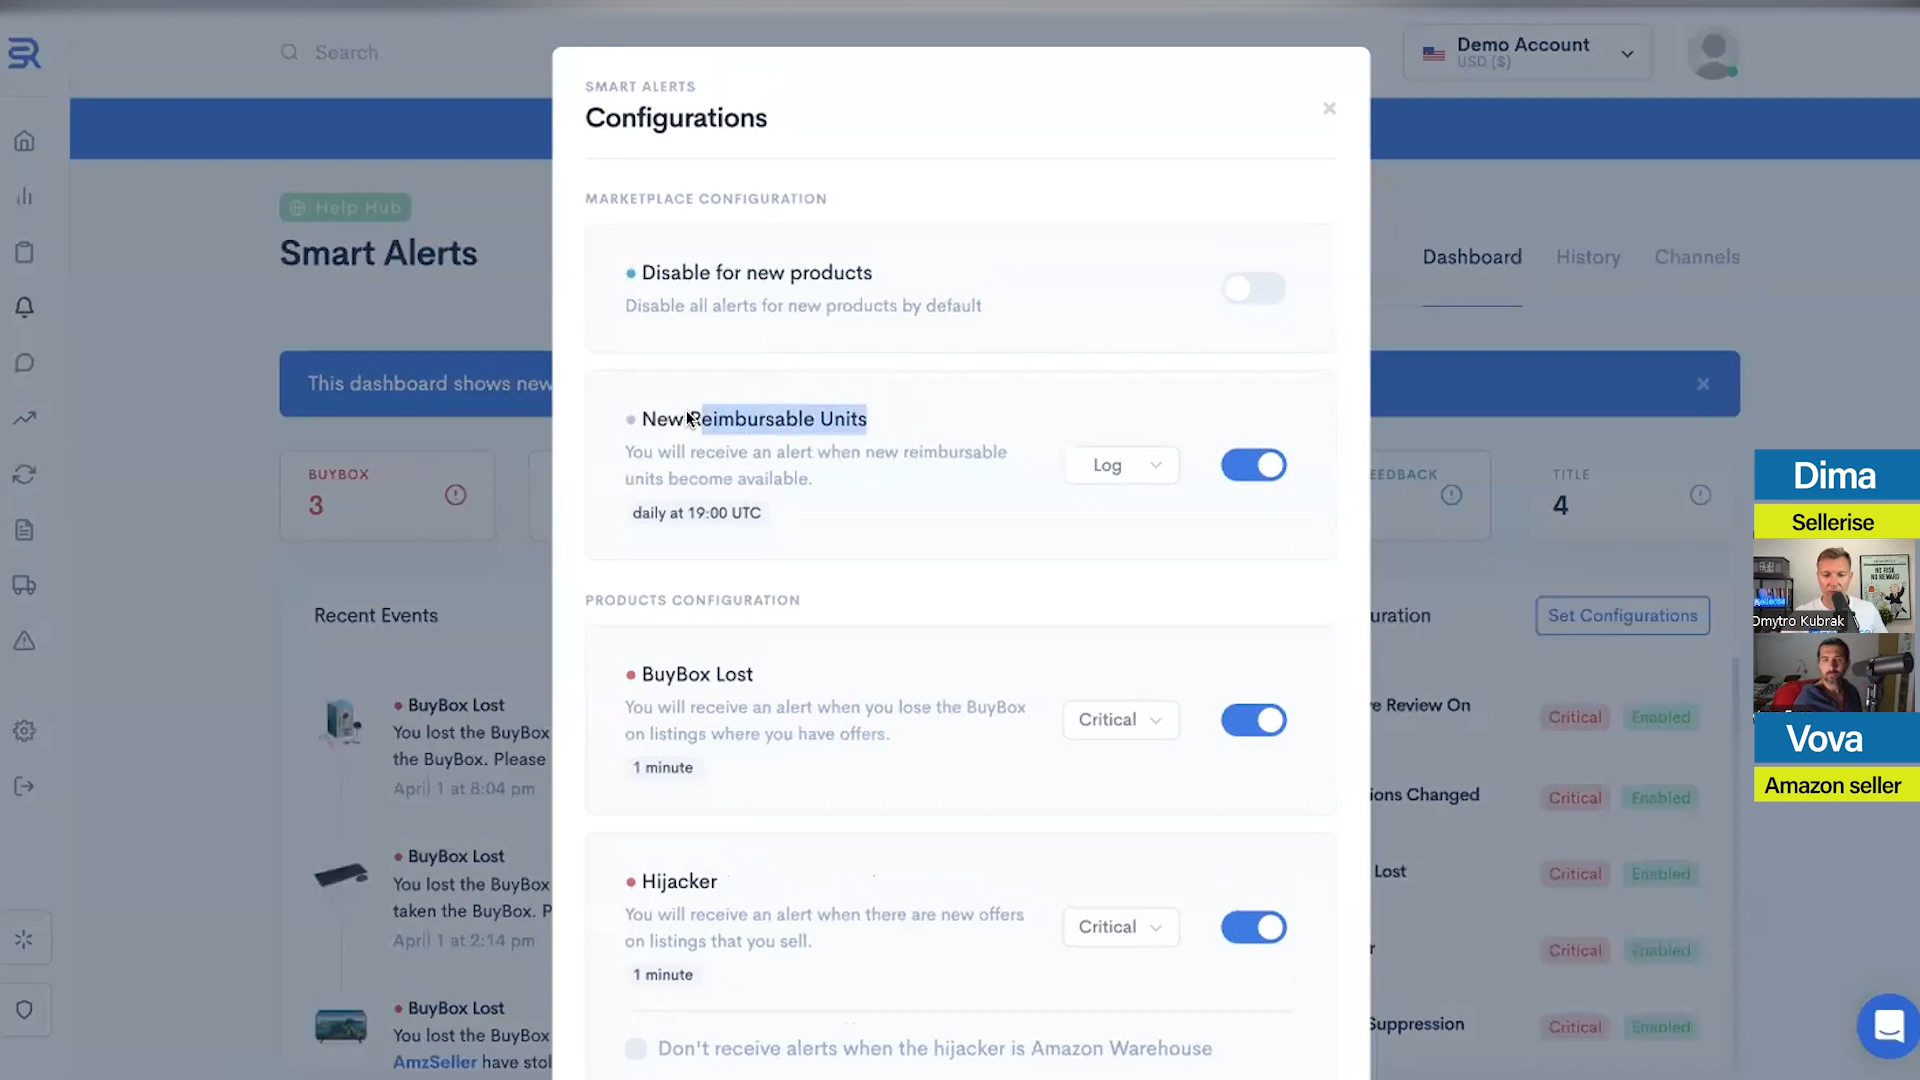 Search
Demo Account
USD ($)
SMART ALERTS
Configurations
MARKETPLACE CONFIGURATION
Disable for new products
Disable all alerts for new products by default
New Reimbursable Units
You will receive an alert when new reimbursable
units become available.
daily at 19:00 UTC
Log
PRODUCTS CONFIGURATION
BuyBox Lost
You will receive an alert when you lose the BuyBox
on listings where you have offers.
1 minute
Critical
Hijacker
You will receive an alert when there are new offers
on listings that you sell.
1 minute
Critical
Don't receive alerts when the hijacker is Amazon Warehouse
Help Hub
Smart Alerts
Dashboard
History
Channels
This dashboard shows new
BUYBOX
3
EEDBACK
TITLE
4
Recent Events
BuyBox Lost
You lost the BuyBox
the BuyBox. Please
April 1 at 8:04 pm
BuyBox Lost
You lost the BuyBox
taken the BuyBox. P
April 1 at 2:14 pm
BuyBox Lost
You lost the BuyBox
AmzSeller have stol
uration
Set Configurations
e Review On
Critical
Enabled
ions Changed
Critical
Enabled
Lost
Critical
Enabled
r
Critical
Enabled
Suppression
Critical
Enabled
Dima
Sellerise
NO RISK
NO REWARD
Dmytro Kubrak
Vova
Amazon seller